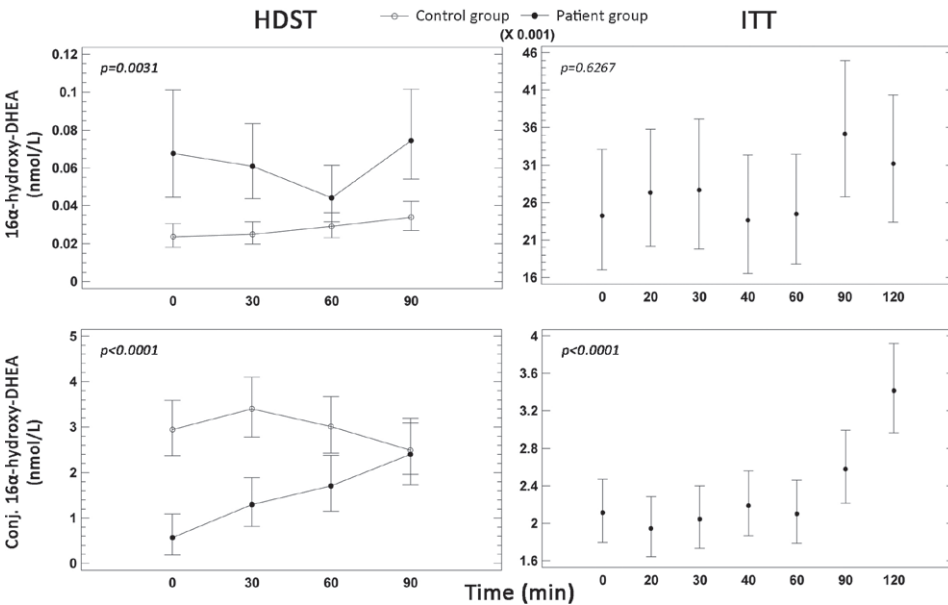 HDST
Control group
Patient group
ITT
(X 0.001)
16α-hydroxy-DHEA
(nmol/L)
p=0.0031
0.12
0.1
0.08
0.06
0.04
0.02
0
0 30 60 90
p=0.6267
46
41
36
31
26
21
16
0 20 30 40 60 90 120
Conj. 16α-hydroxy-DHEA
(nmol/L)
p<0.0001
5
4
3
2
1
0
0 30 60 90
p<0.0001
4
3.6
3.2
2.8
2.4
2
1.6
0 20 30 40 60 90 120
Time (min)